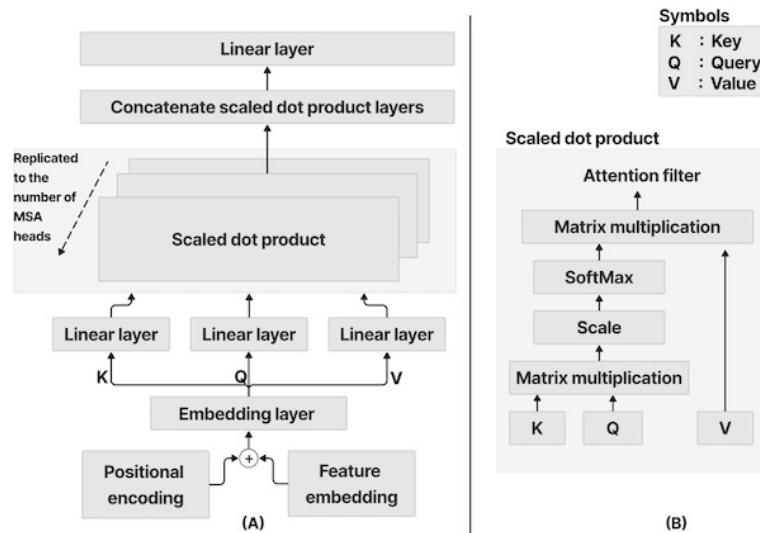 Linear layer
Concatenate scaled dot product layers
Replicated
to the
number of
MSA
heads
Scaled dot product
Linear layer
Linear layer
Linear layer
K
Q
V
Embedding layer
+
Positional
encoding
Feature
embedding
(A)
Symbols
K : Key
Q : Query
V : Value
Scaled dot product
Attention filter
Matrix multiplication
SoftMax
Scale
Matrix multiplication
K
Q
V
(B)